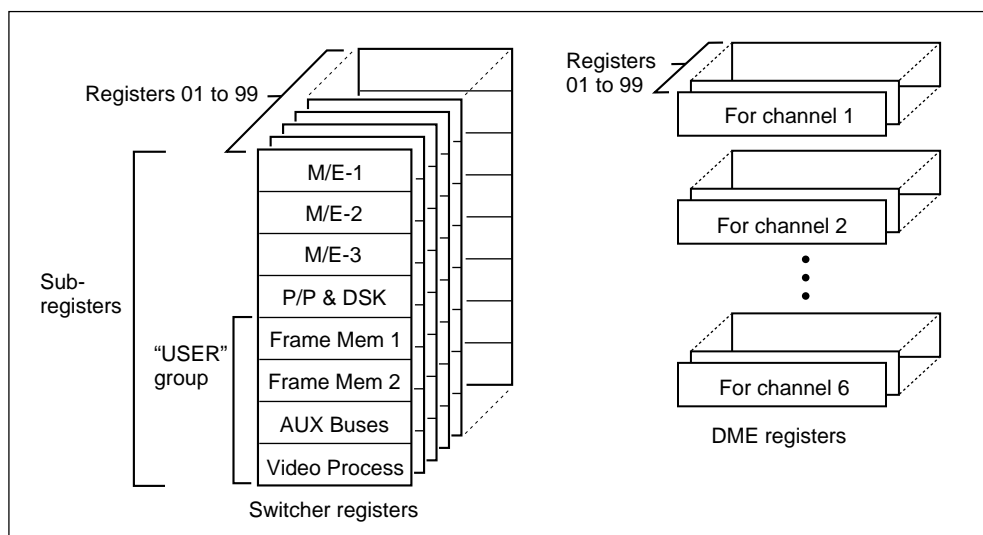 Registers 01 to 99
M/E-1
M/E-2
M/E-3
P/P & DSK
Frame Mem 1
Frame Mem 2
AUX Buses
Video Process
Sub-
registers
“USER”
group
Switcher registers
Registers
01 to 99
For channel 1
For channel 2
For channel 6
DME registers